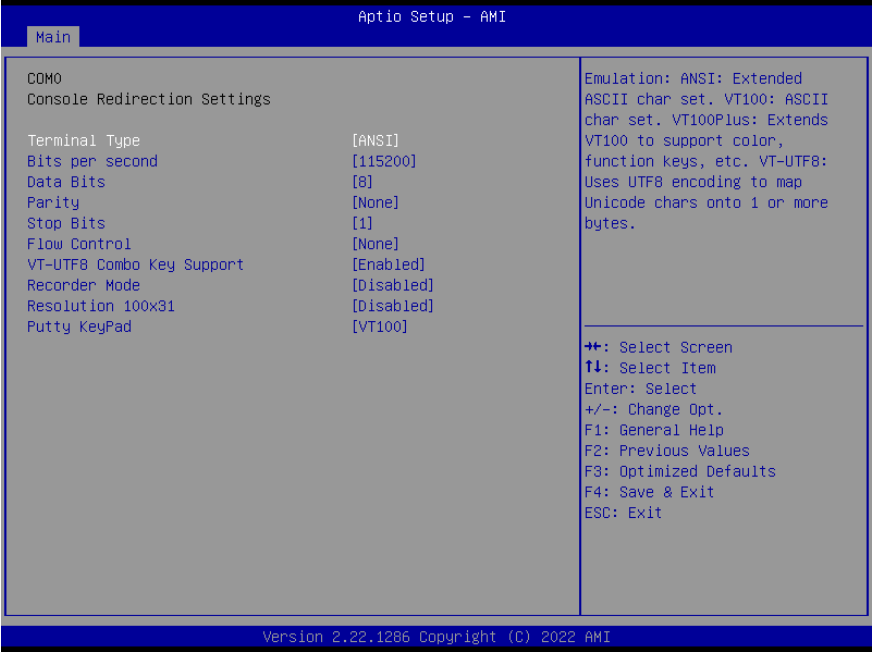 Aptio Setup – AMI
Main
COM0
Console Redirection Settings
Terminal Type [ANSI]
Bits per second [115200]
Data Bits [8]
Parity [None]
Stop Bits [1]
Flow Control [None]
VT-UTF8 Combo Key Support [Enabled]
Recorder Mode [Disabled]
Resolution 100x31 [Disabled]
Putty KeyPad [VT100]
Emulation: ANSI: Extended
ASCII char set. VT100: ASCII
char set. VT100Plus: Extends
VT100 to support color,
function keys, etc. VT-UTF8:
Uses UTF8 encoding to map
Unicode chars onto 1 or more
bytes.
→←: Select Screen
↑↓: Select Item
Enter: Select
+/-: Change Opt.
F1: General Help
F2: Previous Values
F3: Optimized Defaults
F4: Save & Exit
ESC: Exit
Version 2.22.1286 Copyright (C) 2022 AMI